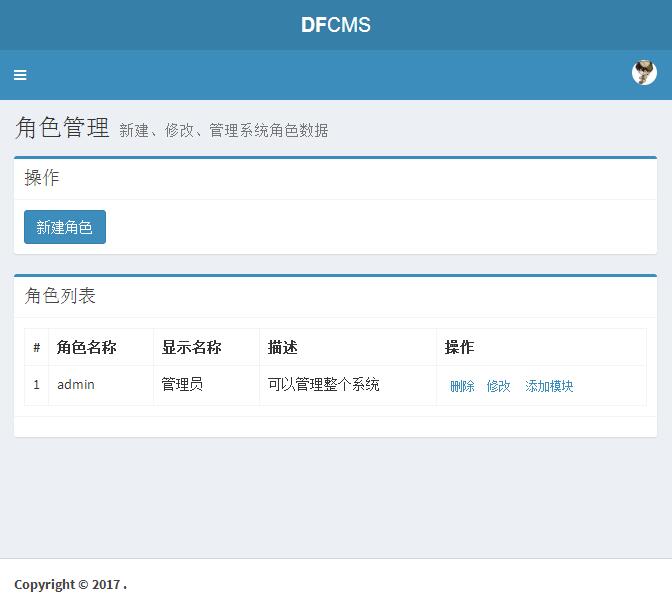 DFCMS
角色管理 新建、修改、管理系统角色数据
操作
新建角色
角色列表
# 角色名称 显示名称 描述 操作
1 admin 管理员 可以管理整个系统 删除 修改 添加模块
Copyright © 2017 .